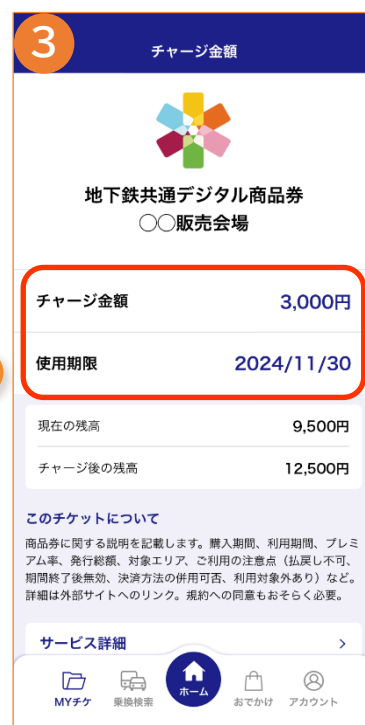 3
チャージ金額
地下鉄共通デジタル商品券
○○販売会場
チャージ金額 3,000円
使用期限 2024/11/30
現在の残高 9,500円
チャージ後の残高 12,500円
このチケットについて
商品券に関する説明を記載します。購入期間、利用期間、プレミ
アム率、発行総額、対象エリア、ご利用の注意点（払戻し不可、
期間終了後無効、決済方法の併用可否、利用対象外あり）など。
詳細は外部サイトへのリンク。規約への同意もおそらく必要。
サービス詳細
MYチケ 乗換検索 ホーム おでかけ アカウント